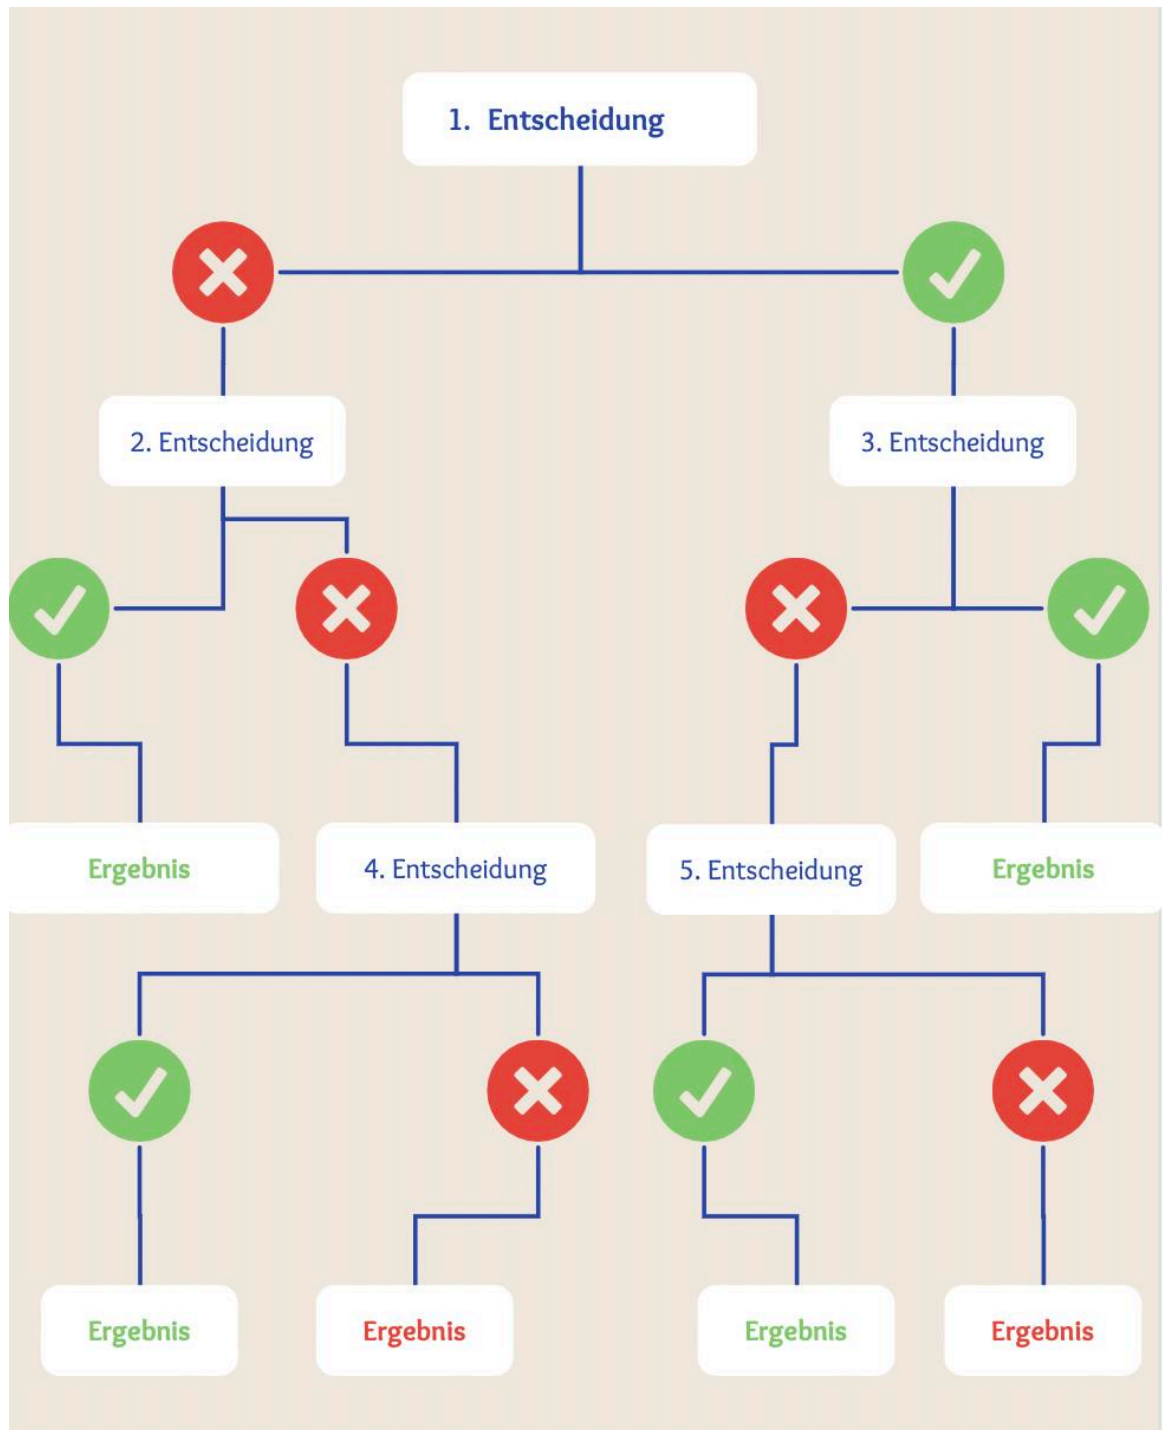 1. Entscheidung
2. Entscheidung
3. Entscheidung
Ergebnis
4. Entscheidung
5. Entscheidung
Ergebnis
Ergebnis
Ergebnis
Ergebnis
Ergebnis